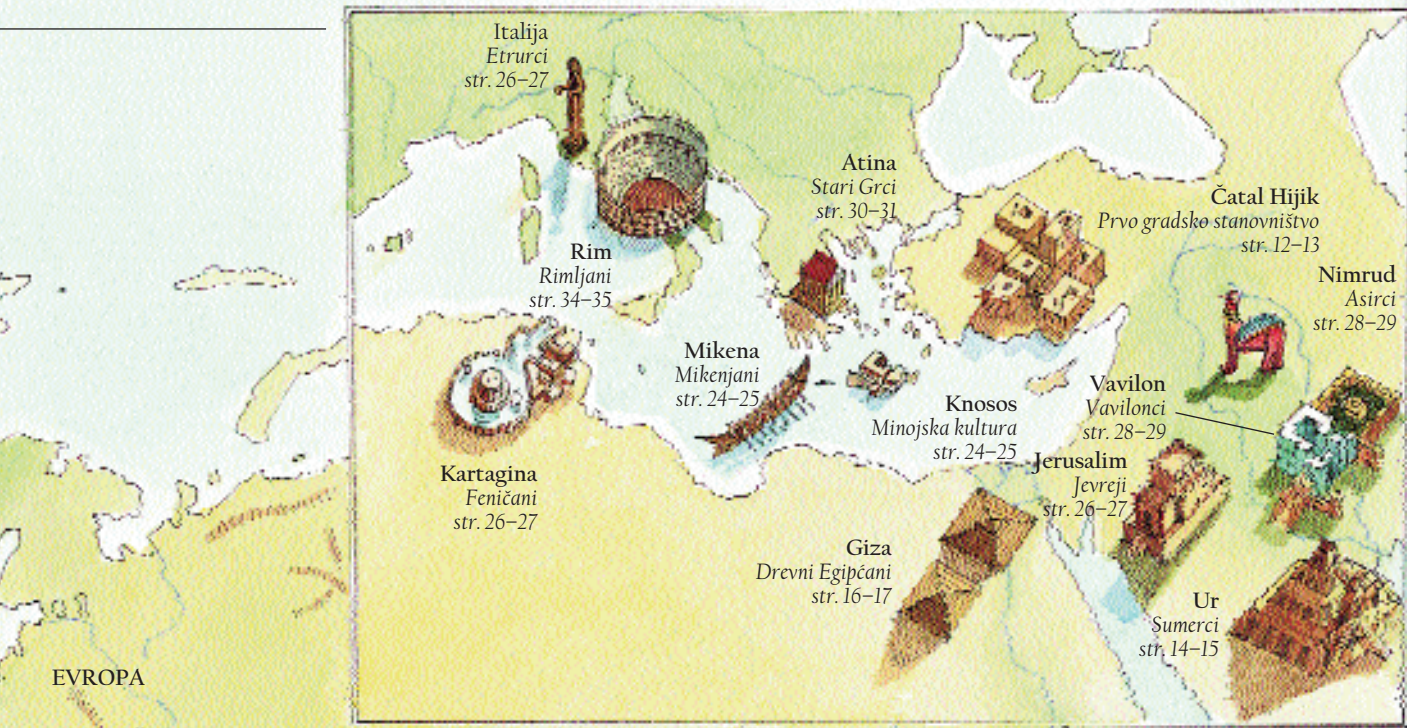 Italija
Etrurci
str. 26–27
Rim
Rimljani
str. 34–35
Atina
Stari Grci
str. 30–31
Čatal Hijik
Prvo gradsko stanovništvo
str. 12–13
Nimrud
Asirci
str. 28–29
Mikena
Mikenjani
str. 24–25
Knosos
Minojska kultura
str. 24–25
Vavilon
Vavilonci
str. 28–29
Jerusalim
Jevreji
str. 26–27
Kartagina
Feničani
str. 26–27
Giza
Drevni Egipćani
str. 16–17
Ur
Sumerci
str. 14–15
EVROPA